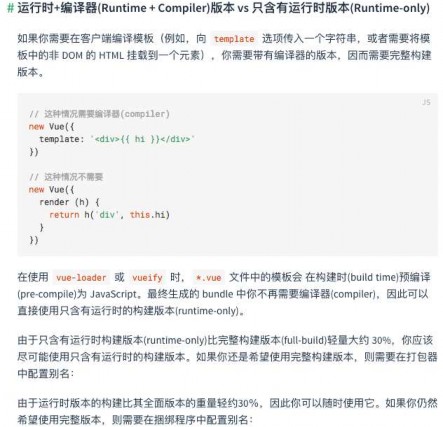 # 运行时+编译器(Runtime + Compiler)版本 vs 只含有运行时版本(Runtime-only)
如果你需要在客户端编译模板（例如，向 template 选项传入一个字符串，或者需要将模
板中的非 DOM 的 HTML 挂载到一个元素），你需要带有编译器的版本，因而需要完整构建
版本。
JS
// 这种情况需要编译器(compiler)
new Vue({
  template: '<div>{{ hi }}</div>'
})
// 这种情况不需要
new Vue({
  render (h) {
    return h('div', this.hi)
  }
})
在使用 vue-loader 或 vueify 时， *.vue 文件中的模板会 在构建时(build time)预编译
(pre-compile)为 JavaScript。最终生成的 bundle 中你不再需要编译器(compiler)，因此可以
直接使用只含有运行时的构建版本(runtime-only)。
由于只含有运行时构建版本(runtime-only)比完整构建版本(full-build)轻量大约 30%，你应该
尽可能使用只含有运行时的构建版本。如果你还是希望使用完整构建版本，则需要在打包器
中配置别名：
由于运行时版本的构建比其全面版本的重量轻约30％，因此你可以随时使用它。如果你仍然
希望使用完整版本，则需要在捆绑程序中配置别名：